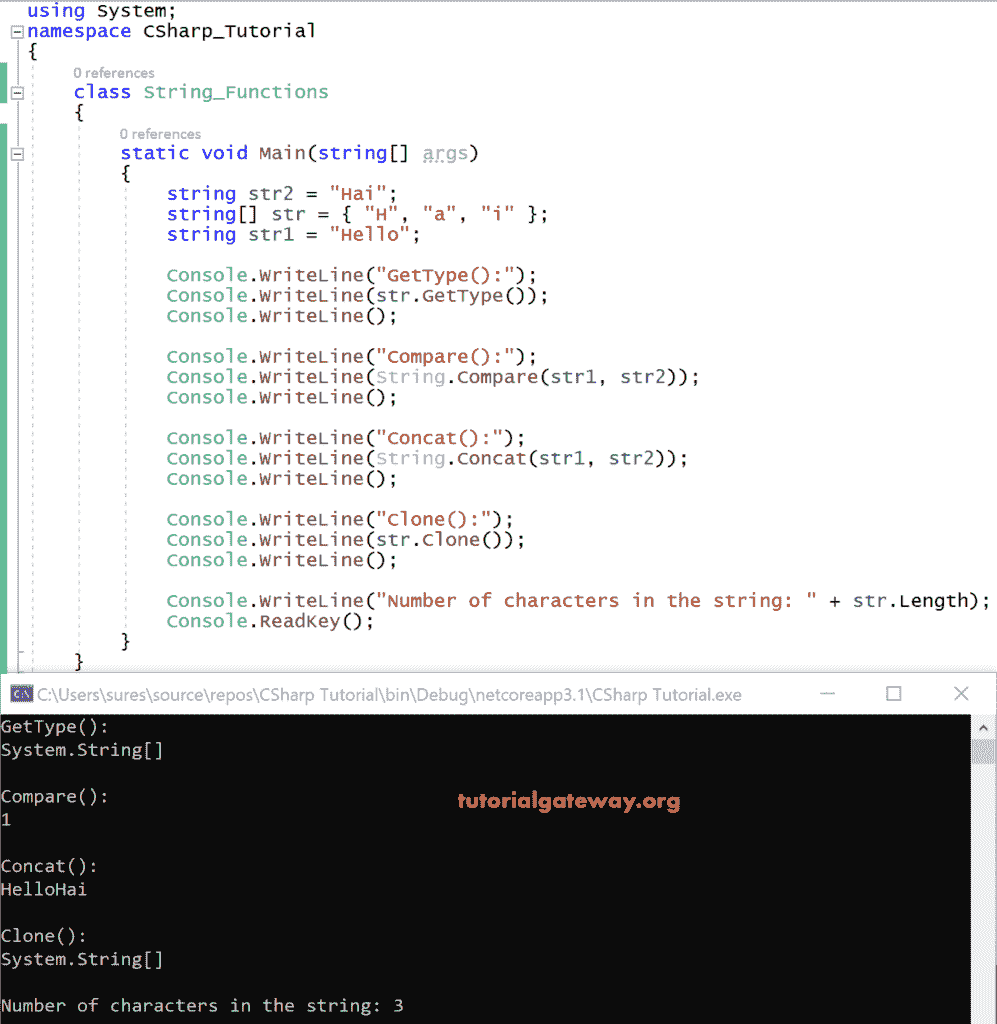 using System;
namespace CSharp_Tutorial
{
0 references
class String_Functions
{
0 references
static void Main(string[] args)
{
string str2 = "Hai";
string[] str = { "H", "a", "i" };
string str1 = "Hello";
Console.WriteLine("GetType():");
Console.WriteLine(str.GetType());
Console.WriteLine();
Console.WriteLine("Compare():");
Console.WriteLine(String.Compare(str1, str2));
Console.WriteLine();
Console.WriteLine("Concat():");
Console.WriteLine(String.Concat(str1, str2));
Console.WriteLine();
Console.WriteLine("Clone():");
Console.WriteLine(str.Clone());
Console.WriteLine();
Console.WriteLine("Number of characters in the string: " + str.Length);
Console.ReadKey();
}
}
C:\Users\sures\source\repos\CSharp Tutorial\bin\Debug\netcoreapp3.1\CSharp Tutorial.exe
GetType():
System.String[]
Compare():
tutorialgateway.org
1
Concat():
HelloHai
Clone():
System.String[]
Number of characters in the string: 3